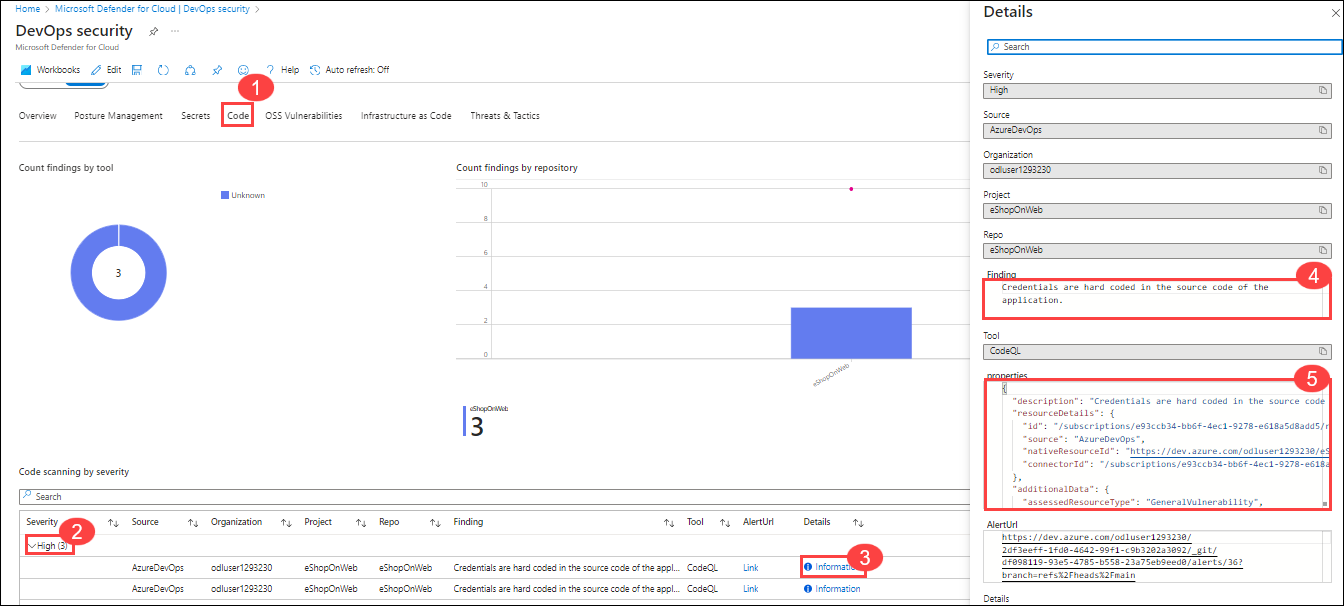 Home > Microsoft Defender for Cloud | DevOps security >
DevOps security
Microsoft Defender for Cloud
Workbooks Edit Help Auto refresh: Off
1
Overview Posture Management Secrets Code OSS Vulnerabilities Infrastructure as Code Threats & Tactics
Count findings by tool
Unknown
3
Count findings by repository
10
8
6
4
2
0
eShopOnWeb
eShopOnWeb
3
Code scanning by severity
Search
Severity Source Organization Project Repo Finding Tool AlertUrl Details
2
High (3)
3
AzureDevOps odluser1293230 eShopOnWeb eShopOnWeb Credentials are hard coded in the source code of the appl... CodeQL Link Information
AzureDevOps odluser1293230 eShopOnWeb eShopOnWeb Credentials are hard coded in the source code of the appl... CodeQL Link Information
Details
Search
Severity
High
Source
AzureDevOps
Organization
odluser1293230
Project
eShopOnWeb
Repo
eShopOnWeb
Finding
4
Credentials are hard coded in the source code of the
application.
Tool
CodeQL
properties
5
{
"description": "Credentials are hard coded in the source code
"resourceDetails": {
"id": "/subscriptions/e93ccb34-bb6f-4ec1-9278-e618a5d8add5/r
"source": "AzureDevOps",
"nativeResourceId": "https://dev.azure.com/odluser1293230/eS
"connectorId": "/subscriptions/e93ccb34-bb6f-4ec1-9278-e618a
},
"additionalData": {
"assessedResourceType": "GeneralVulnerability",
AlertUrl
https://dev.azure.com/odluser1293230/
2df3eeff-1fd0-4642-99f1-c9b3202a3092/_git/
df098119-93e5-4785-b558-23a75eb9eed0/alerts/36?
branch=refs%2Fheads%2Fmain
Details